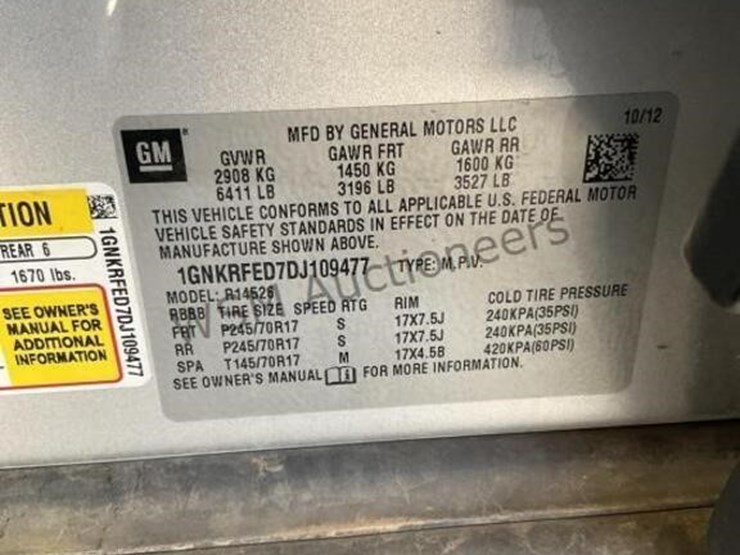 10/12
GM
MFD BY GENERAL MOTORS LLC
GVWR GAWR FRT GAWR RR
2908 KG 1450 KG 1600 KG
6411 LB 3196 LB 3527 LB
THIS VEHICLE CONFORMS TO ALL APPLICABLE U.S. FEDERAL MOTOR
VEHICLE SAFETY STANDARDS IN EFFECT ON THE DATE OF
MANUFACTURE SHOWN ABOVE.
1GNKRFED7DJ109477 TYPE: M.P.V.
MODEL: R14526
RBBB TIRE SIZE SPEED RTG RIM COLD TIRE PRESSURE
FRT P245/70R17 S 17X7.5J 240KPA(35PSI)
RR P245/70R17 S 17X7.5J 240KPA(35PSI)
SPA T145/70R17 M 17X4.5B 420KPA(60PSI)
SEE OWNER'S MANUAL i FOR MORE INFORMATION.
TION
REAR 6
1670 lbs.
SEE OWNER'S
MANUAL FOR
ADDITIONAL
INFORMATION
1GNKRFED7DJ109477
Auctioneers